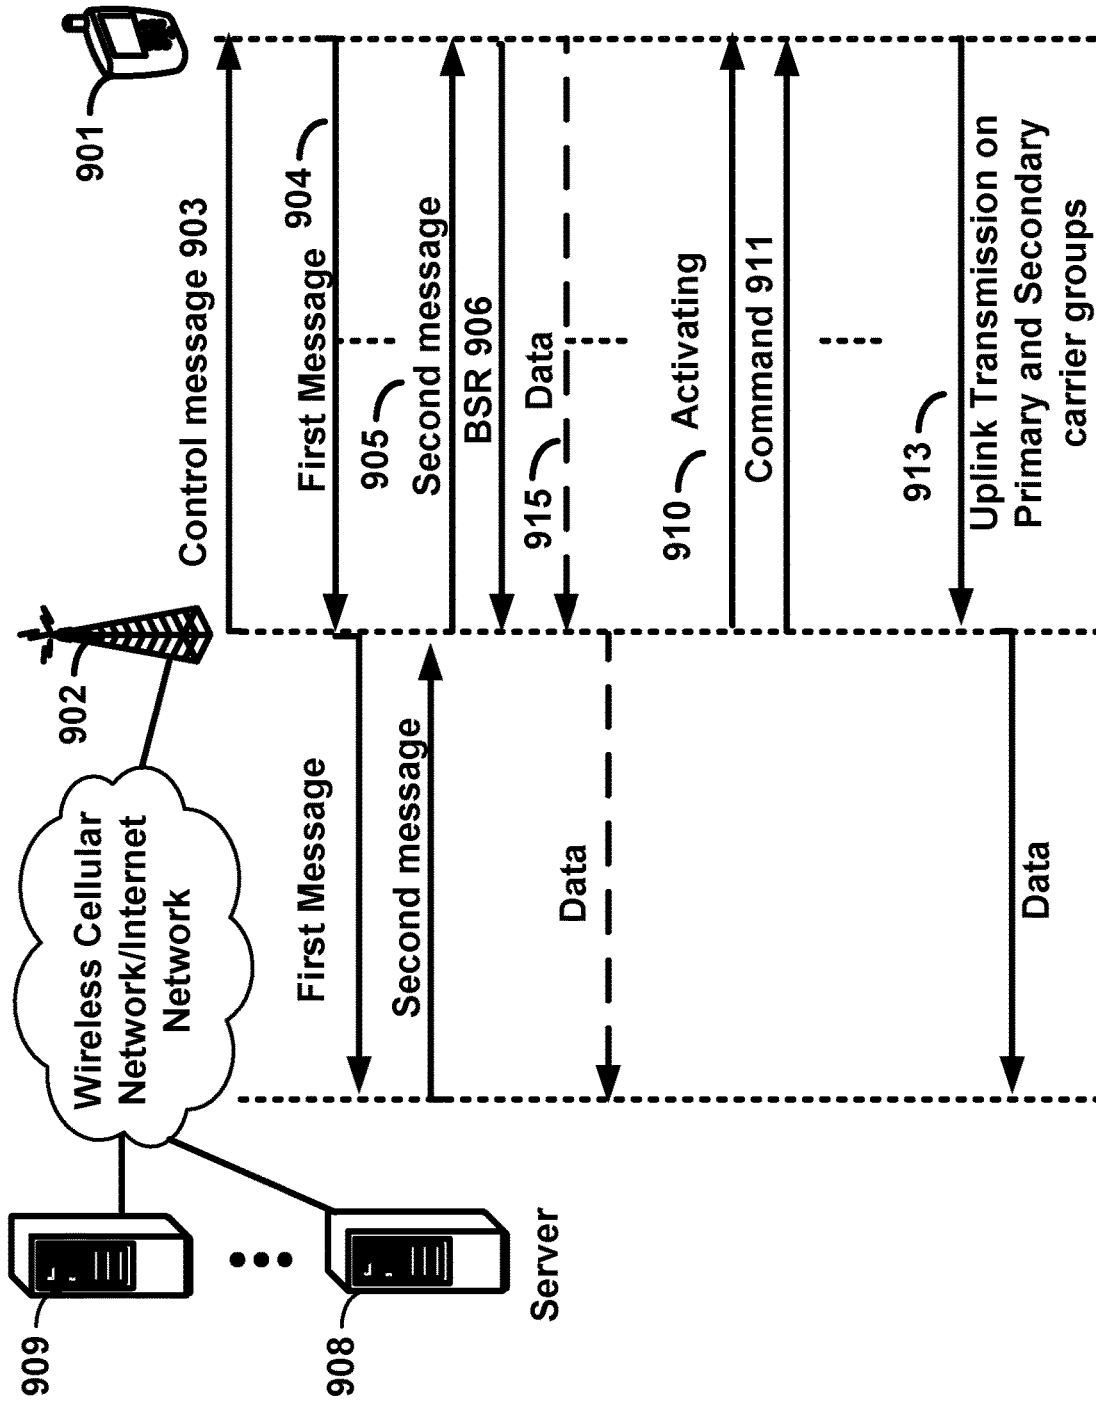 909
908
Server
Wireless Cellular
Network/Internet
Network
902
901
Control message 903
First Message
904
First Message
905
Second message
Second message
BSR 906
915
Data
Data
910
Activating
Command 911
913
Uplink Transmission on
Primary and Secondary
carrier groups
Data